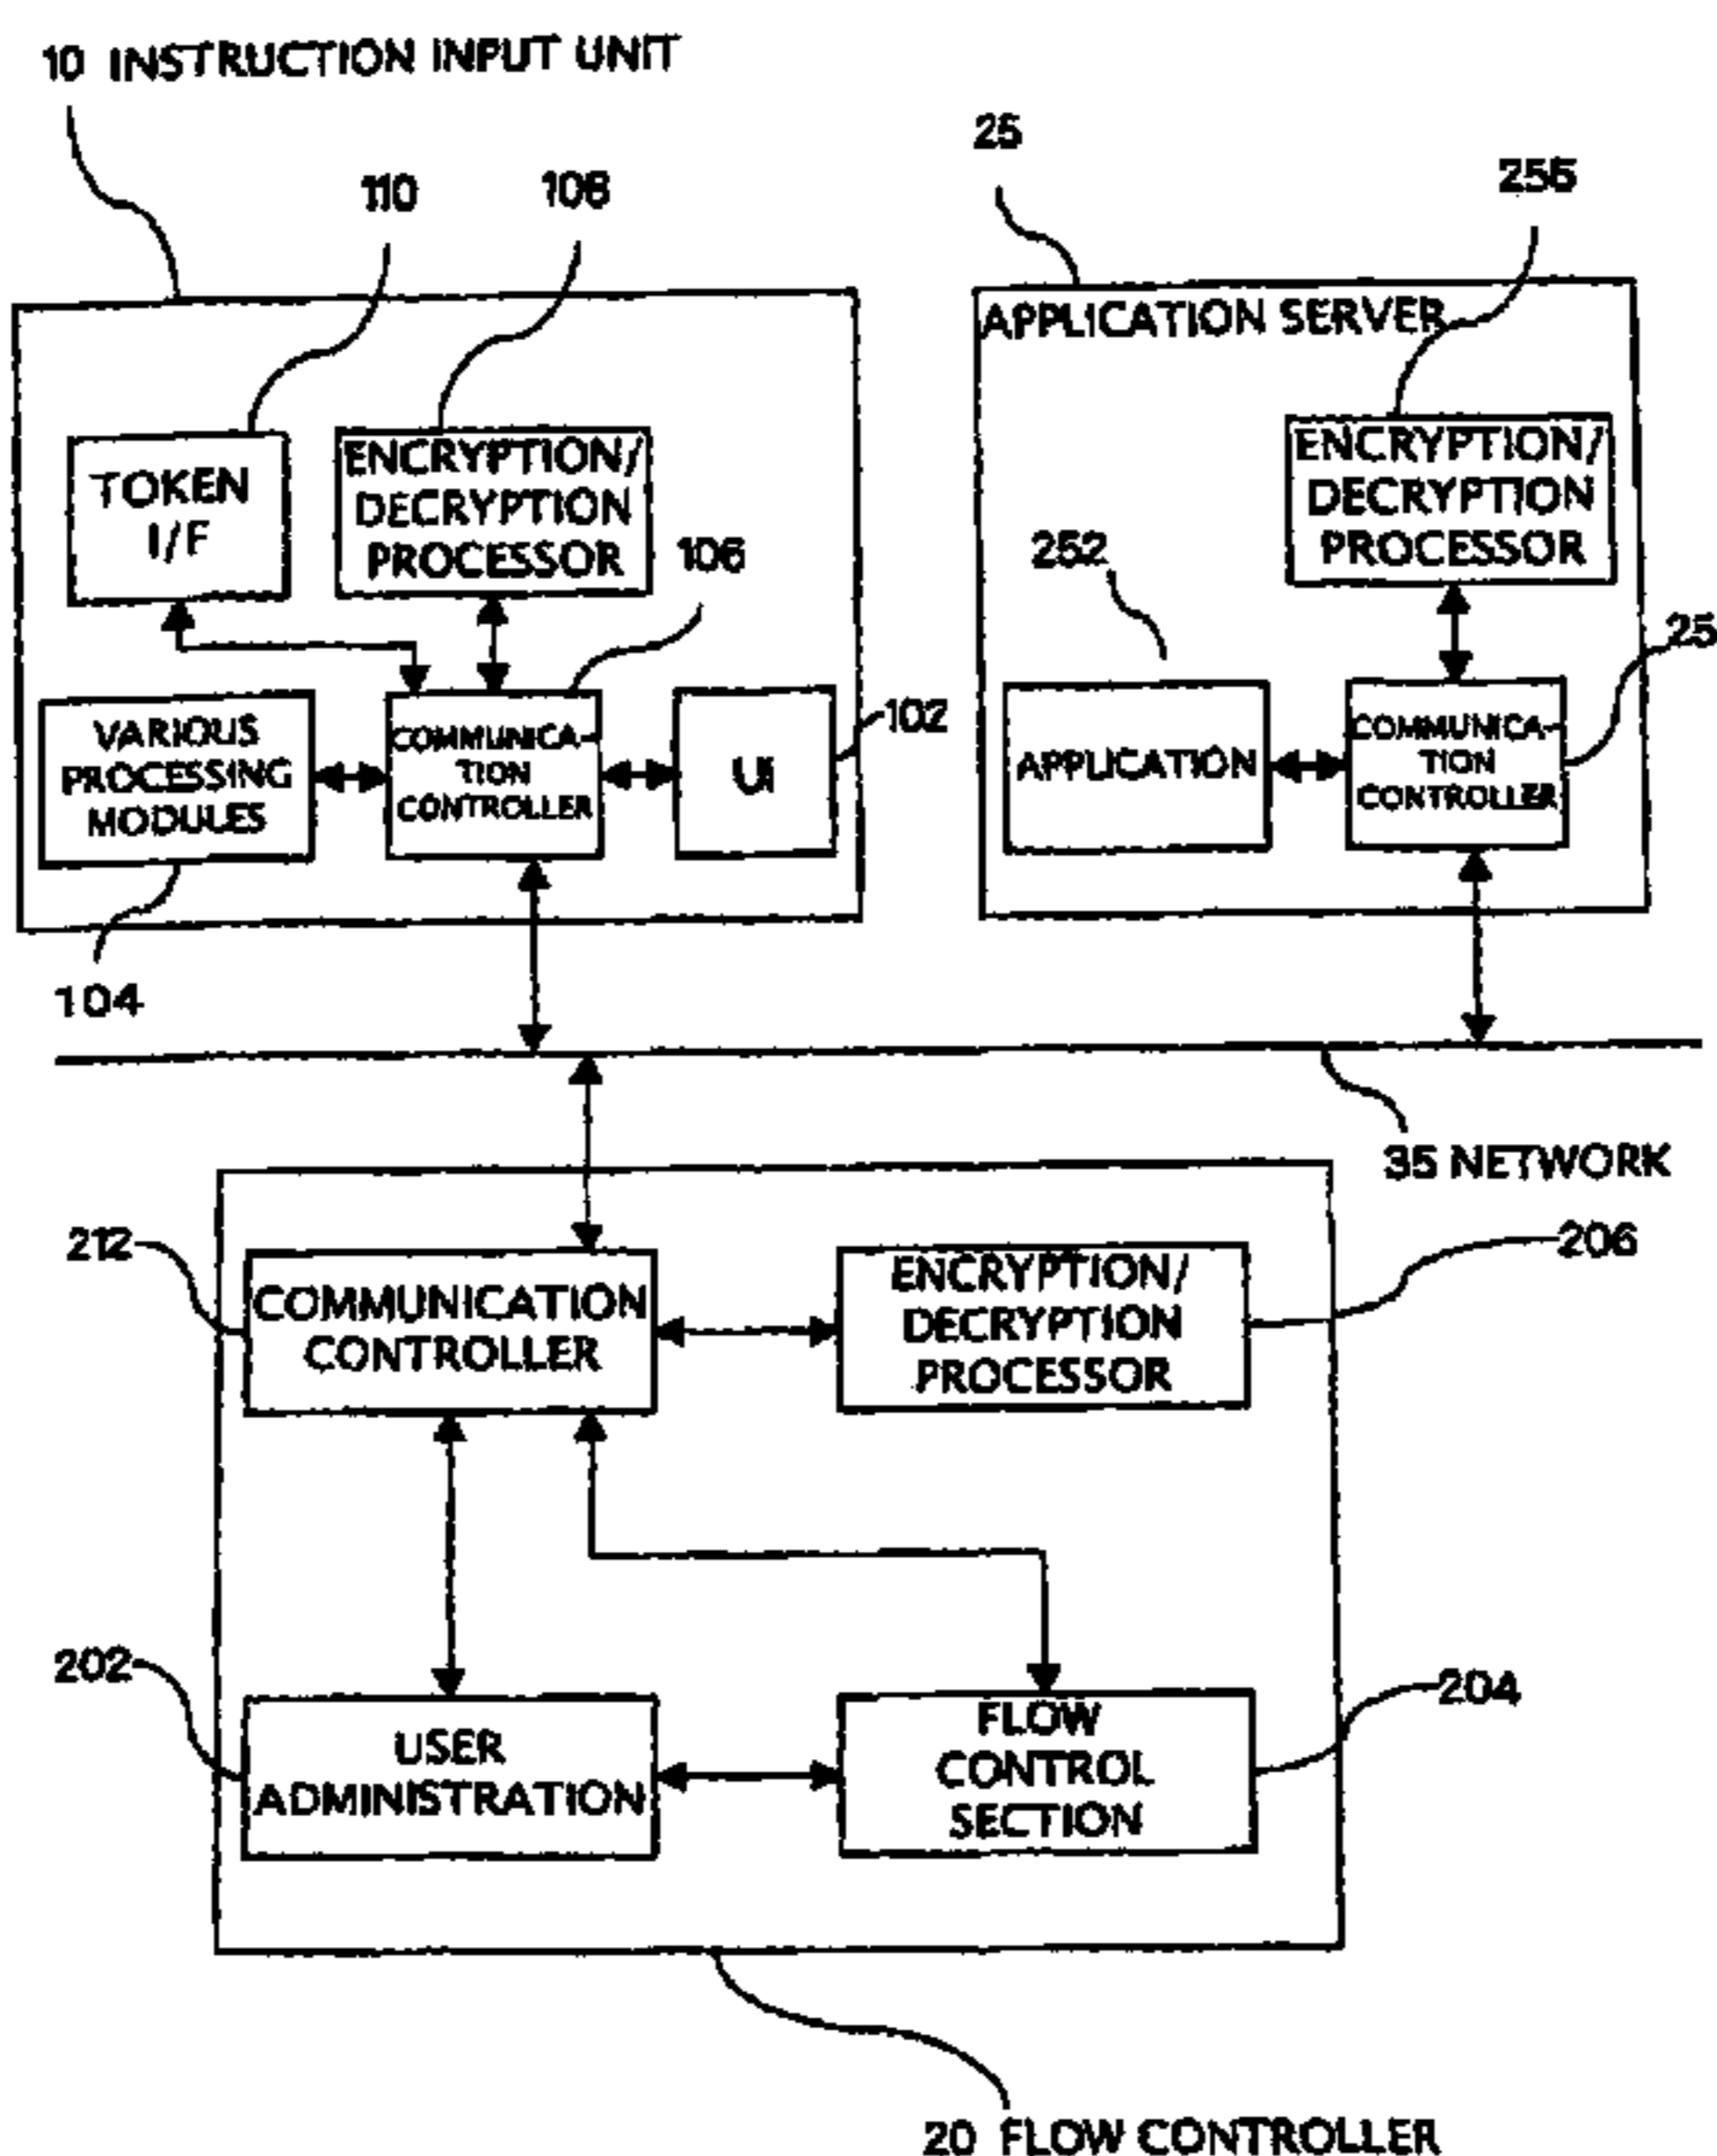 10 INSTRUCTION INPUT UNIT
110
108
25
APPLICATION SERVER
TOKEN
I/F
ENCRYPTION/
DECRYPTION
PROCESSOR
106
ENCRYPTION/
DECRYPTION
PROCESSOR
252
25
VARIOUS
PROCESSING
MODULES
COMMUNICA-
TION
CONTROLLER
UI
102
APPLICATION
COMMUNICA-
TION
CONTROLLER
104
35 NETWORK
212
COMMUNICATION
CONTROLLER
ENCRYPTION/
DECRYPTION
PROCESSOR
206
202
USER
ADMINISTRATION
FLOW
CONTROL
SECTION
204
20 FLOW CONTROLLER